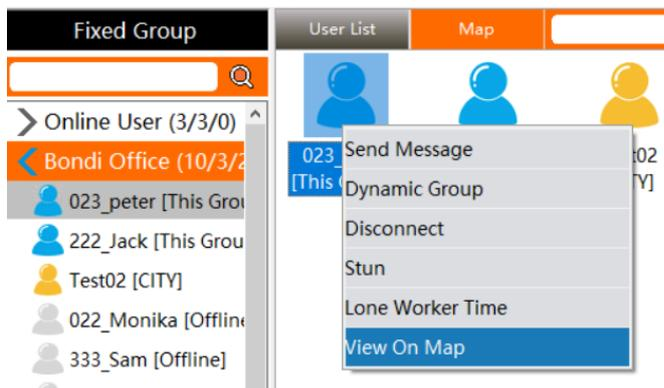 Fixed Group
Online User (3/3/0)
Bondi Office (10/3/2
023_peter [This Grou
222_Jack [This Grou
Test02 [CITY]
022_Monika [Offline
333_Sam [Offline]
User List
Map
023_
[This
Send Message
Dynamic Group
Disconnect
Stun
Lone Worker Time
View On Map
02
Y]